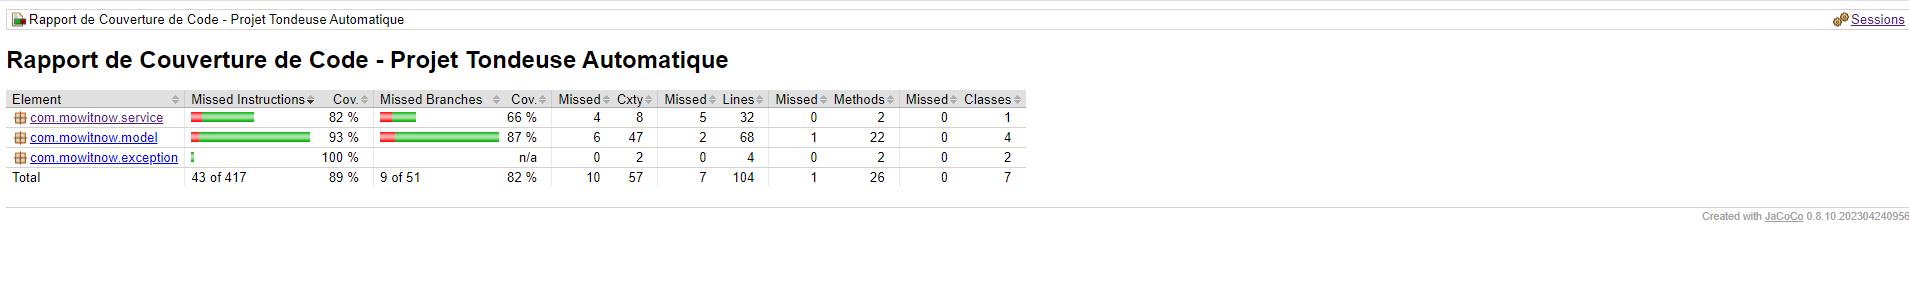 Rapport de Couverture de Code - Projet Tondeuse Automatique Sessions
Rapport de Couverture de Code - Projet Tondeuse Automatique
Element Missed Instructions Cov. Missed Branches Cov. Missed Cxty Missed Lines Missed Methods Missed Classes
com.mowitnow.service 82 % 66 % 4 8 5 32 0 2 0 1
com.mowitnow.model 93 % 87 % 6 47 2 68 1 22 0 4
com.mowitnow.exception 100 % n/a 0 2 0 4 0 2 0 2
Total 43 of 417 89 % 9 of 51 82 % 10 57 7 104 1 26 0 7
Created with JaCoCo 0.8.10.202304240956